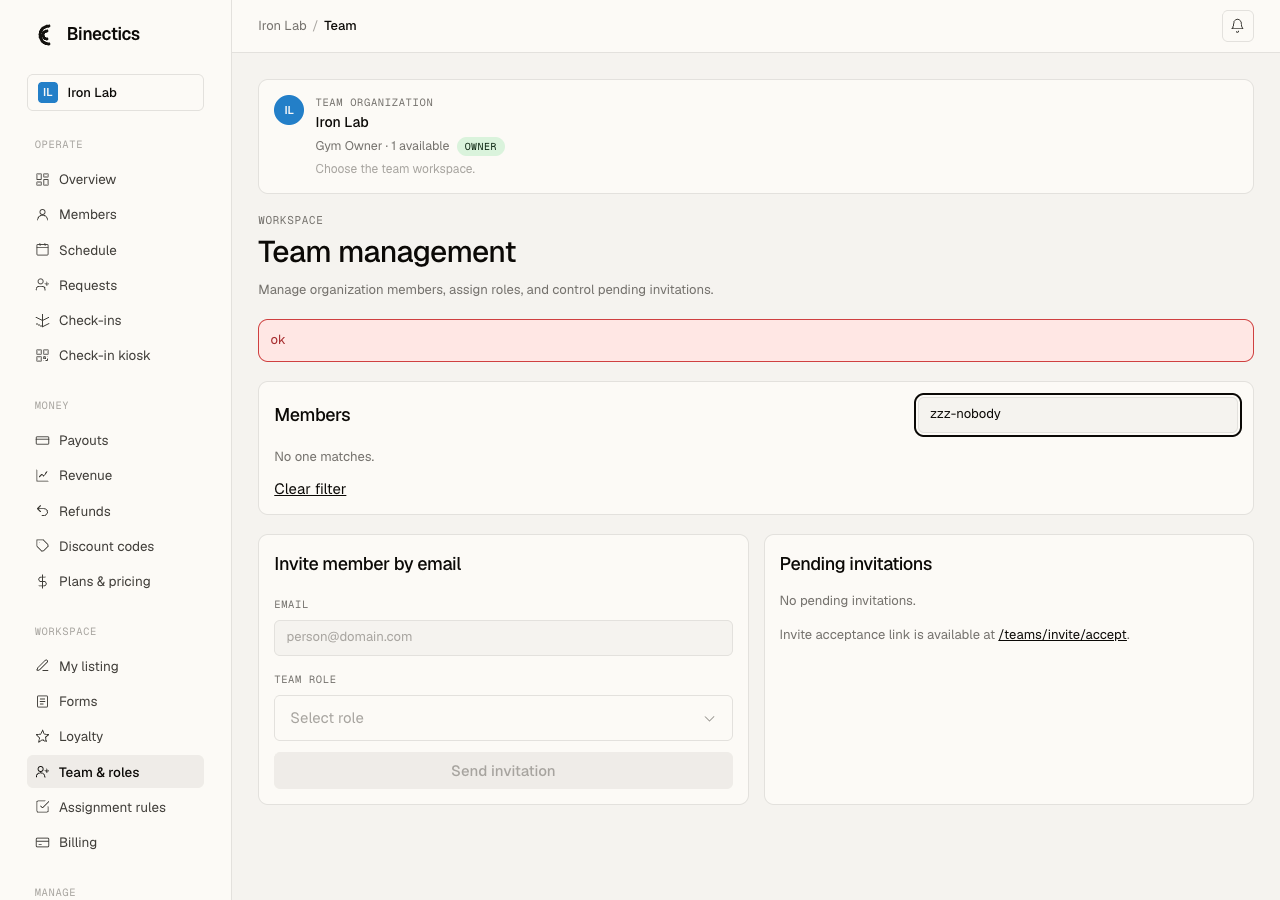 Binectics
IL Iron Lab
OPERATE
Overview
Members
Schedule
Requests
Check-ins
Check-in kiosk
MONEY
Payouts
Revenue
Refunds
Discount codes
Plans & pricing
WORKSPACE
My listing
Forms
Loyalty
Team & roles
Assignment rules
Billing
MANAGE
Iron Lab / Team
IL
TEAM ORGANIZATION
Iron Lab
Gym Owner · 1 available OWNER
Choose the team workspace.
WORKSPACE
Team management
Manage organization members, assign roles, and control pending invitations.
ok
Members
zzz-nobody
No one matches.
Clear filter
Invite member by email
EMAIL
person@domain.com
TEAM ROLE
Select role
Send invitation
Pending invitations
No pending invitations.
Invite acceptance link is available at /teams/invite/accept.